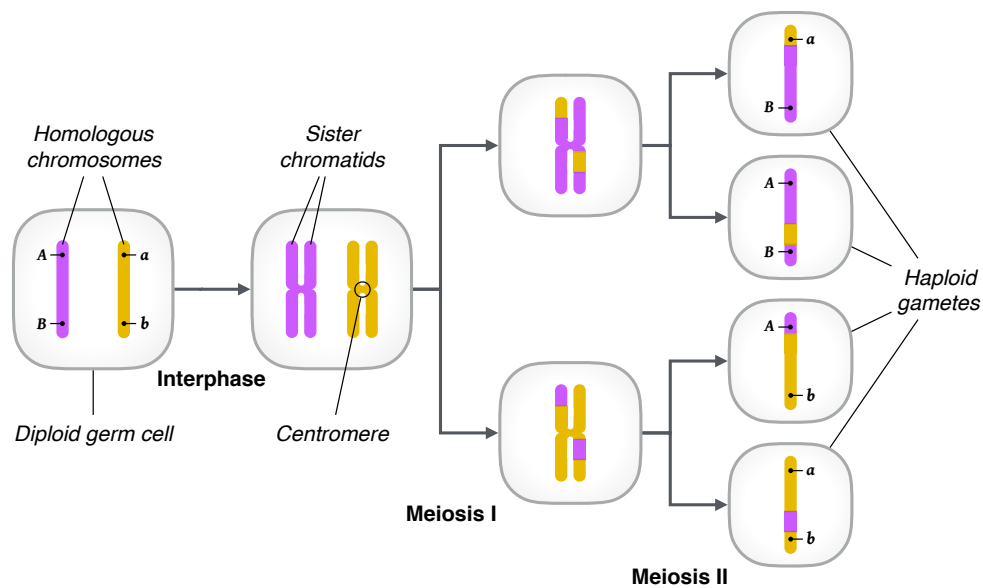 Homologous
chromosomes
Sister
chromatids
A
a
B
b
Interphase
Diploid germ cell
Centromere
Meiosis I
a
B
A
B
A
b
a
b
Haploid
gametes
Meiosis II